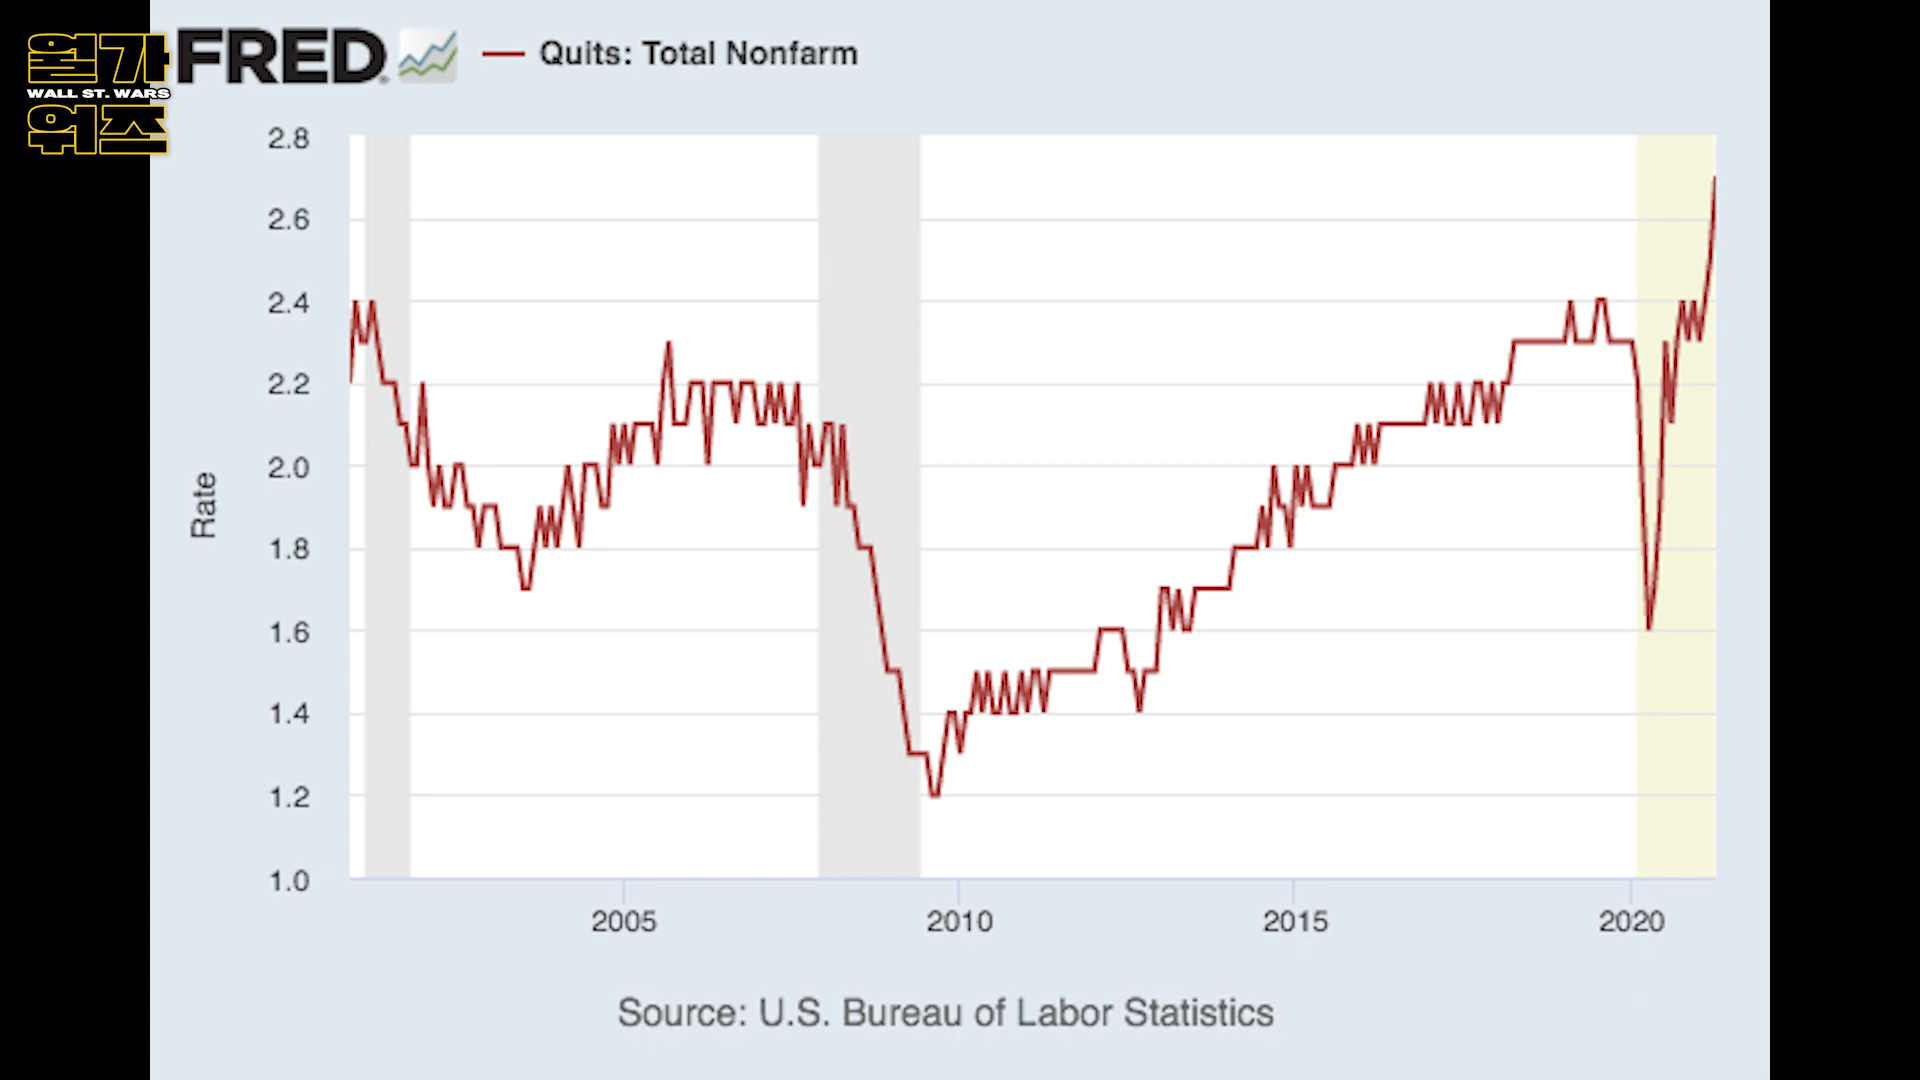 월가
WALL ST. WARS
워즈
FRED
Quits: Total Nonfarm
2.8
2.6
2.4
2.2
2.0
1.8
1.6
1.4
1.2
1.0
Rate
2005 2010 2015 2020
Source: U.S. Bureau of Labor Statistics